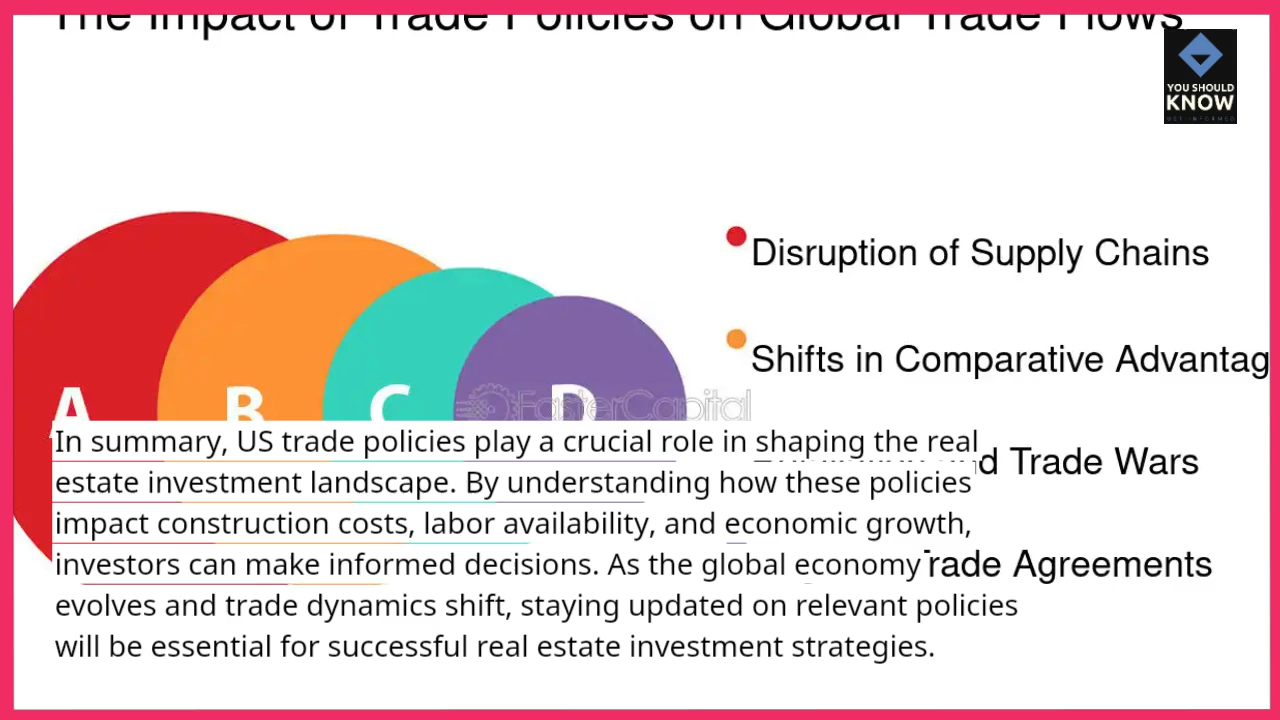 The Impact of Trade Policies on Global Trade Flows
YOU SHOULD
KNOW
GET INFORMED
Disruption of Supply Chains
Shifts in Comparative Advantag
A B C D
FasterCapital
d Trade Wars
Trade Agreements
In summary, US trade policies play a crucial role in shaping the real
estate investment landscape. By understanding how these policies
impact construction costs, labor availability, and economic growth,
investors can make informed decisions. As the global economy
evolves and trade dynamics shift, staying updated on relevant policies
will be essential for successful real estate investment strategies.